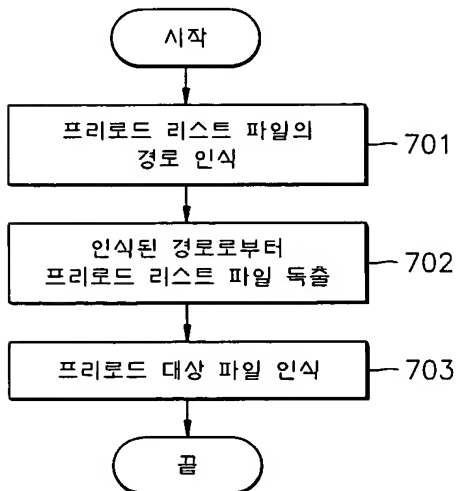 시작
프리로드 리스트 파일의
경로 인식
701
인식된 경로로부터
프리로드 리스트 파일 독출
702
프리로드 대상 파일 인식
703
끝